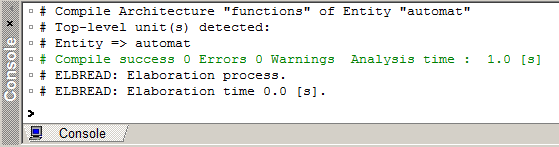 # Compile Architecture "functions" of Entity "automat"
# Top-level unit(s) detected:
# Entity => automat
# Compile success 0 Errors 0 Warnings  Analysis time :  1.0 [s]
# ELBREAD: Elaboration process.
# ELBREAD: Elaboration time 0.0 [s].
>
Console
Console